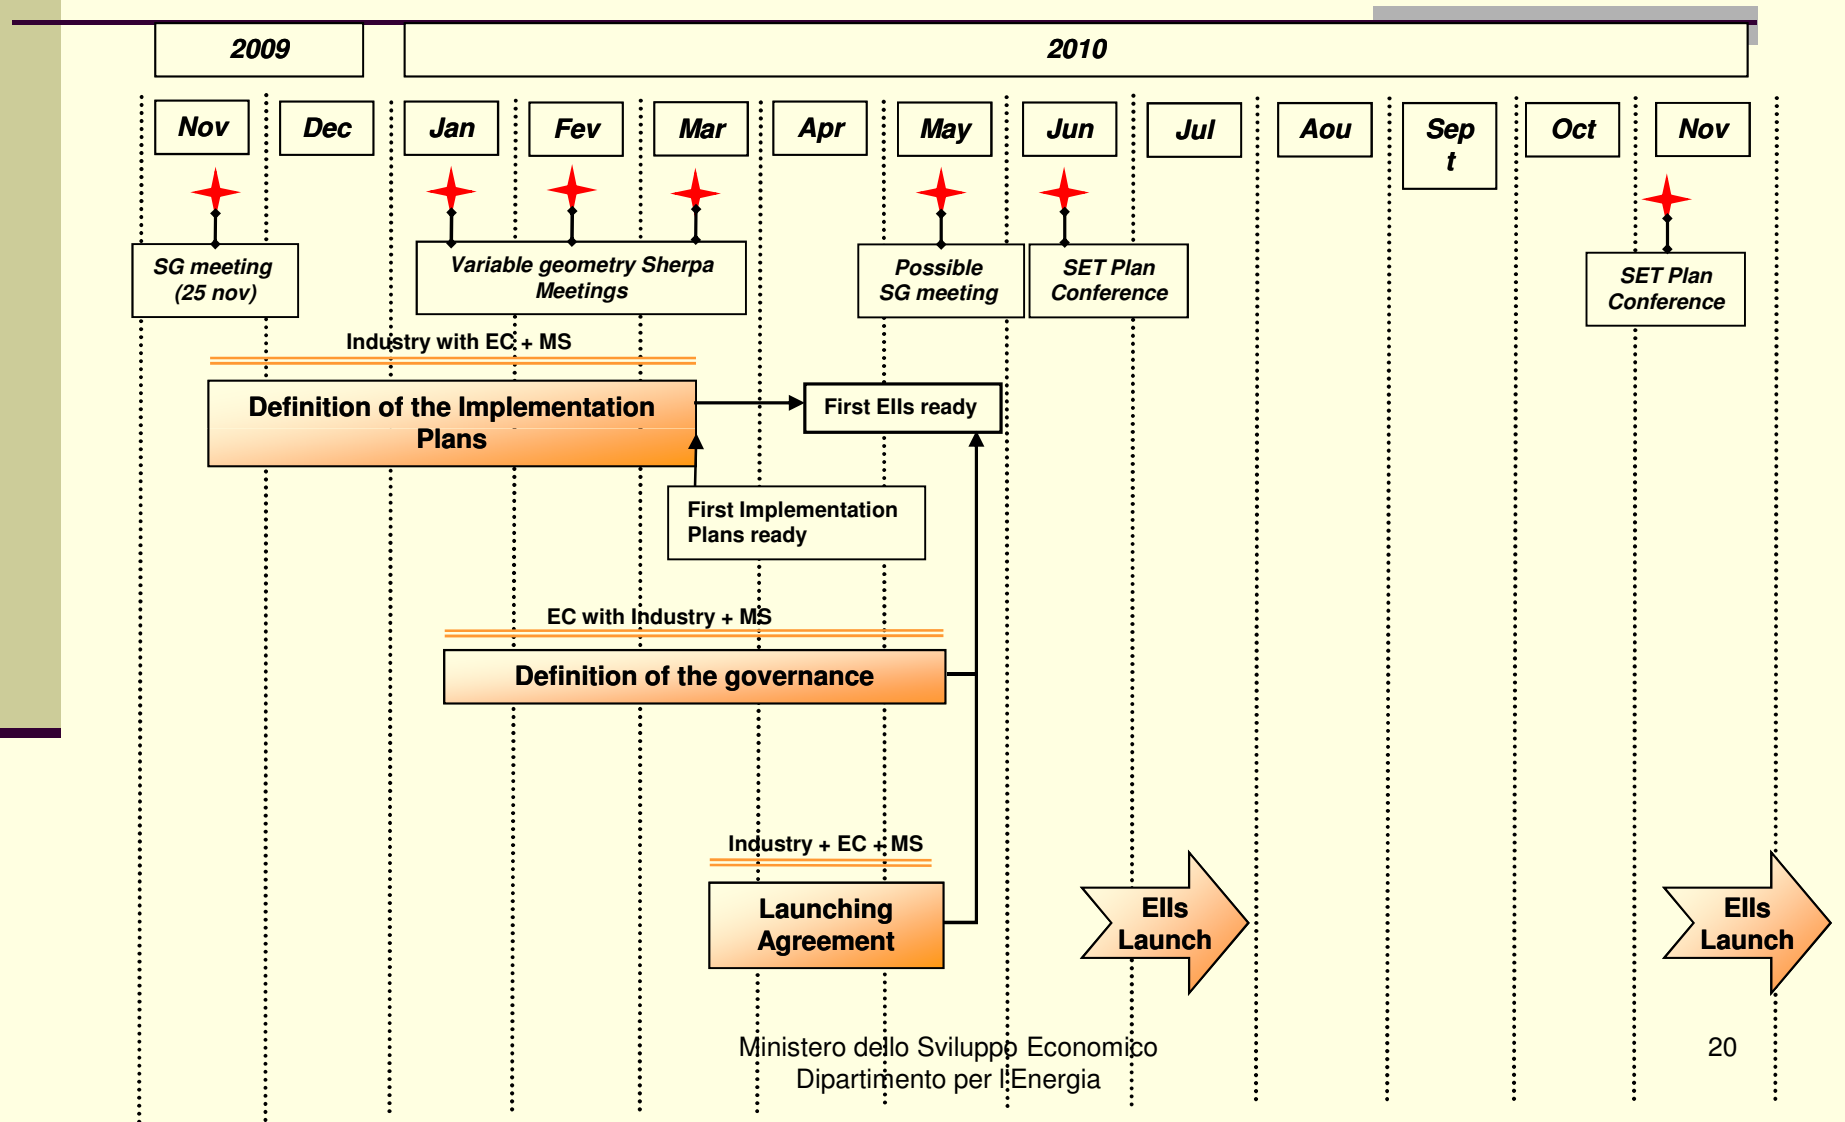 2009
2010
Nov
Dec
Jan
Fev
Mar
Apr
May
Jun
Jul
Aou
Sep
t
Oct
Nov
SG meeting
(25 nov)
Variable geometry Sherpa
Meetings
Possible
SG meeting
SET Plan
Conference
SET Plan
Conference
Industry with EC + MS
Definition of the Implementation
Plans
First EIIs ready
First Implementation
Plans ready
EC with Industry + MS
Definition of the governance
Industry + EC + MS
Launching
Agreement
EIIs
Launch
EIIs
Launch
Ministero dello Sviluppo Economico
Dipartimento per l'Energia
20